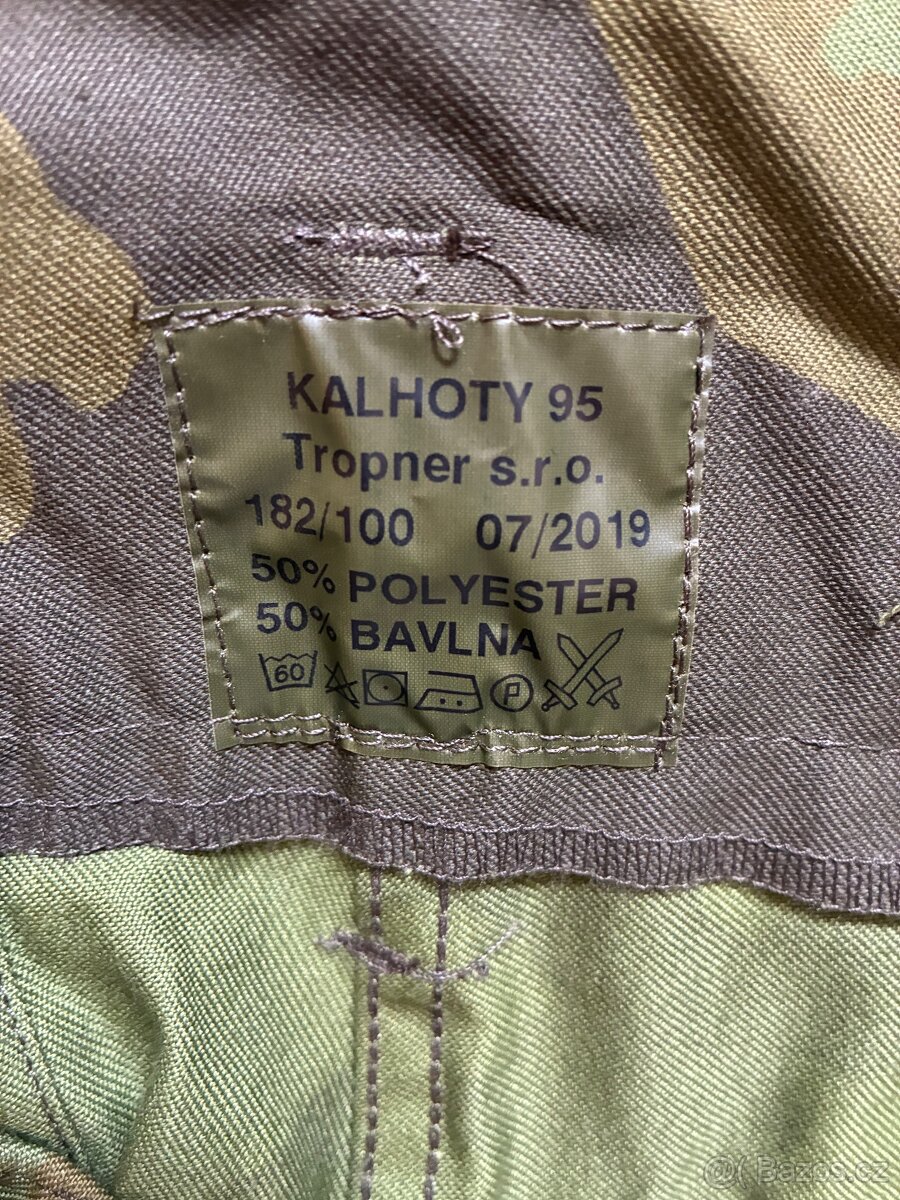 KALHOTY 95
Tropner s.r.o.
182/100 07/2019
50% POLYESTER
50% BAVLNA
60 P
Bazos.cz